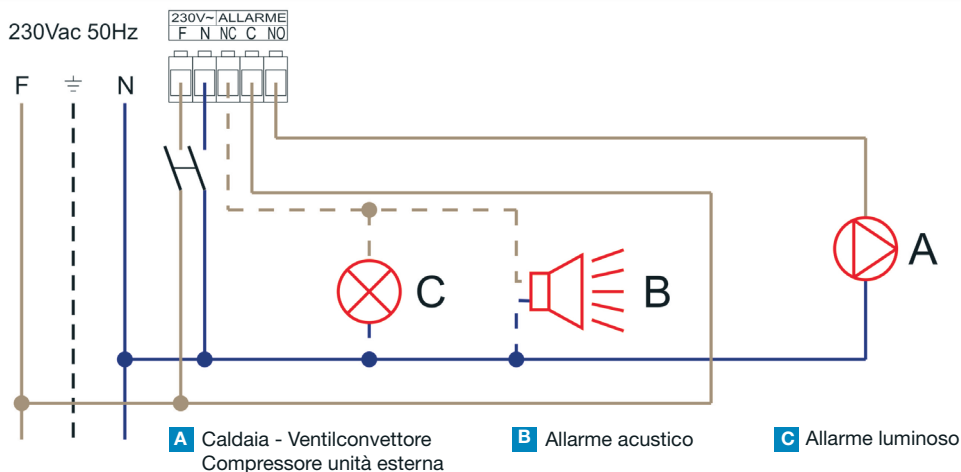 230V~ ALLARME
230Vac 50Hz
F N NC C NO
F N
A
C B
A Caldaia - Ventilconvettore
Compressore unità esterna
B Allarme acustico
C Allarme luminoso